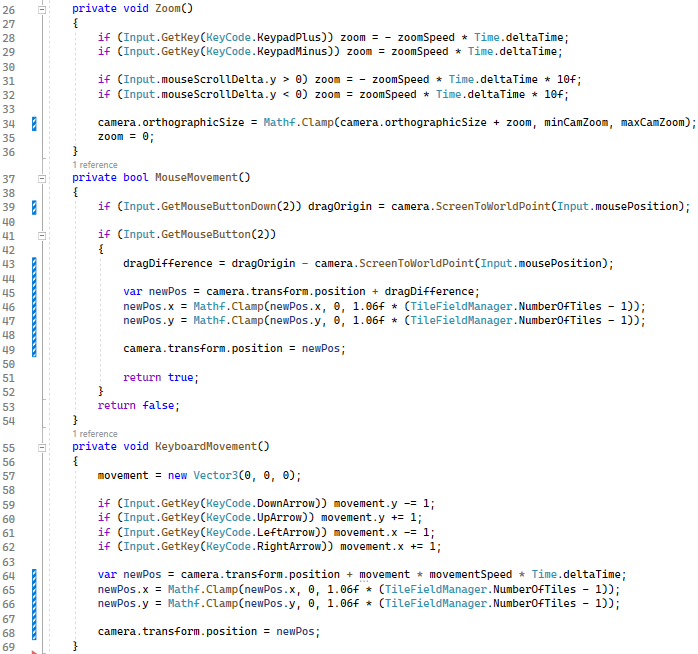 26 private void Zoom()
27 {
28 if (Input.GetKey(KeyCode.KeypadPlus)) zoom = - zoomSpeed * Time.deltaTime;
29 if (Input.GetKey(KeyCode.KeypadMinus)) zoom = zoomSpeed * Time.deltaTime;
30
31 if (Input.mouseScrollDelta.y > 0) zoom = - zoomSpeed * Time.deltaTime * 10f;
32 if (Input.mouseScrollDelta.y < 0) zoom = zoomSpeed * Time.deltaTime * 10f;
33
34 camera.orthographicSize = Mathf.Clamp(camera.orthographicSize + zoom, minCamZoom, maxCamZoom);
35 zoom = 0;
36 }
1 reference
37 private bool MouseMovement()
38 {
39 if (Input.GetMouseButtonDown(2)) dragOrigin = camera.ScreenToWorldPoint(Input.mousePosition);
40
41 if (Input.GetMouseButton(2))
42 {
43 dragDifference = dragOrigin - camera.ScreenToWorldPoint(Input.mousePosition);
44
45 var newPos = camera.transform.position + dragDifference;
46 newPos.x = Mathf.Clamp(newPos.x, 0, 1.06f * (TileFieldManager.NumberOfTiles - 1));
47 newPos.y = Mathf.Clamp(newPos.y, 0, 1.06f * (TileFieldManager.NumberOfTiles - 1));
48
49 camera.transform.position = newPos;
50
51 return true;
52 }
53 return false;
54 }
1 reference
55 private void KeyboardMovement()
56 {
57 movement = new Vector3(0, 0, 0);
58
59 if (Input.GetKey(KeyCode.DownArrow)) movement.y -= 1;
60 if (Input.GetKey(KeyCode.UpArrow)) movement.y += 1;
61 if (Input.GetKey(KeyCode.LeftArrow)) movement.x -= 1;
62 if (Input.GetKey(KeyCode.RightArrow)) movement.x += 1;
63
64 var newPos = camera.transform.position + movement * movementSpeed * Time.deltaTime;
65 newPos.x = Mathf.Clamp(newPos.x, 0, 1.06f * (TileFieldManager.NumberOfTiles - 1));
66 newPos.y = Mathf.Clamp(newPos.y, 0, 1.06f * (TileFieldManager.NumberOfTiles - 1));
67
68 camera.transform.position = newPos;
69 }